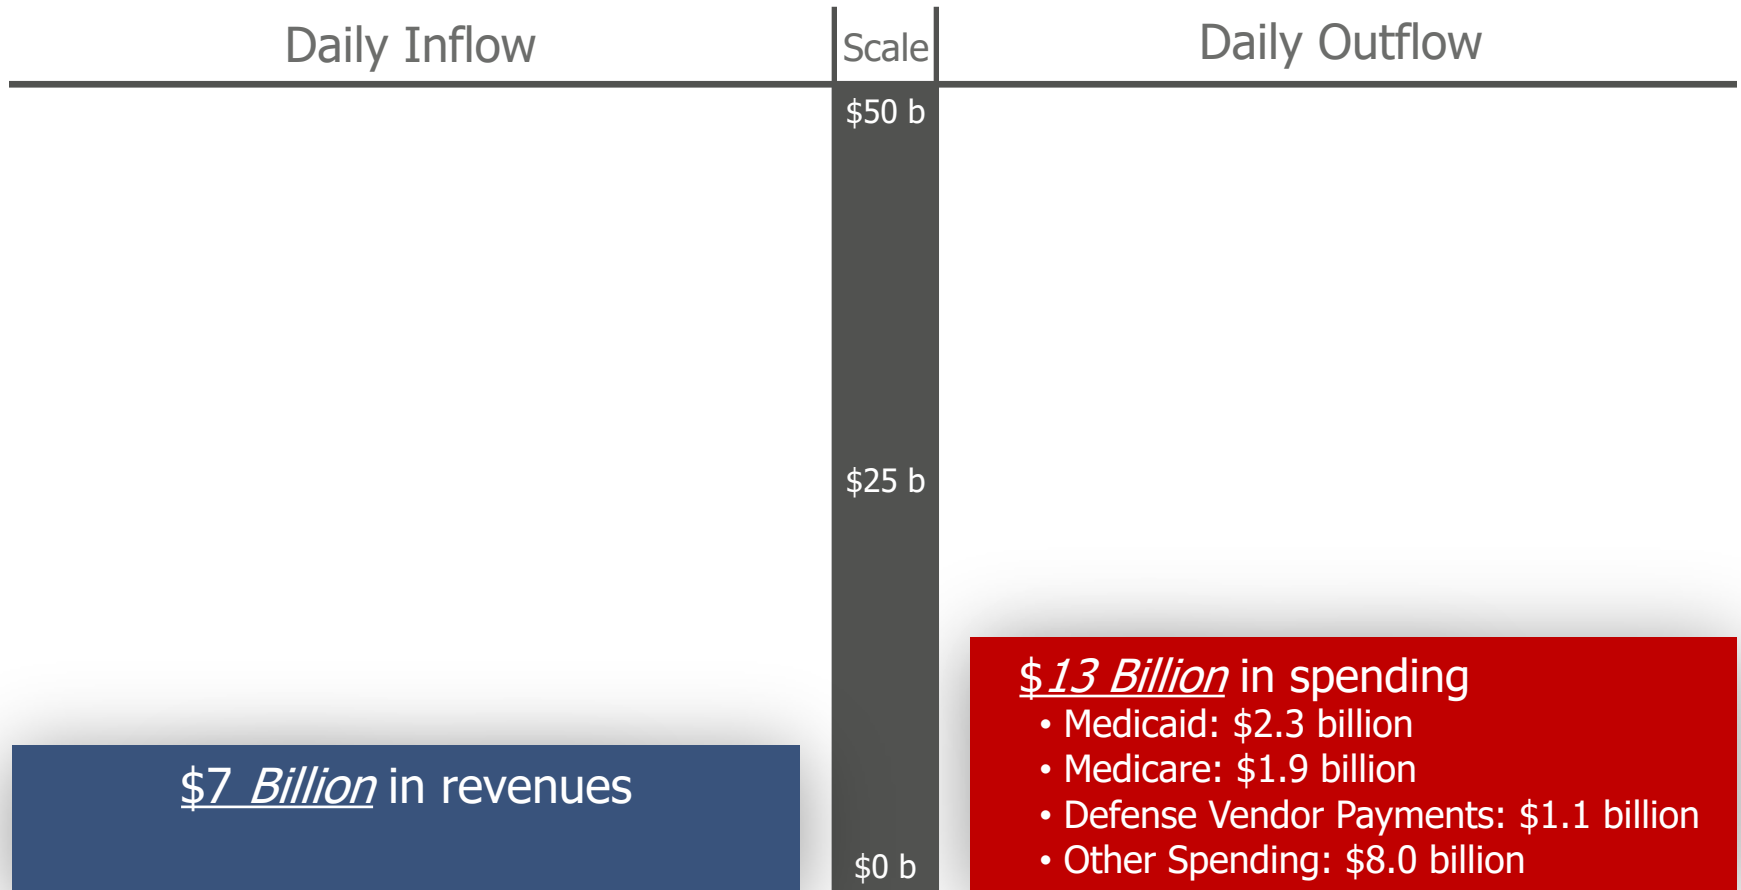 Daily Inflow
Scale
Daily Outflow
$50 b
$25 b
$0 b
$7 Billion in revenues
$13 Billion in spending
• Medicaid: $2.3 billion
• Medicare: $1.9 billion
• Defense Vendor Payments: $1.1 billion
• Other Spending: $8.0 billion